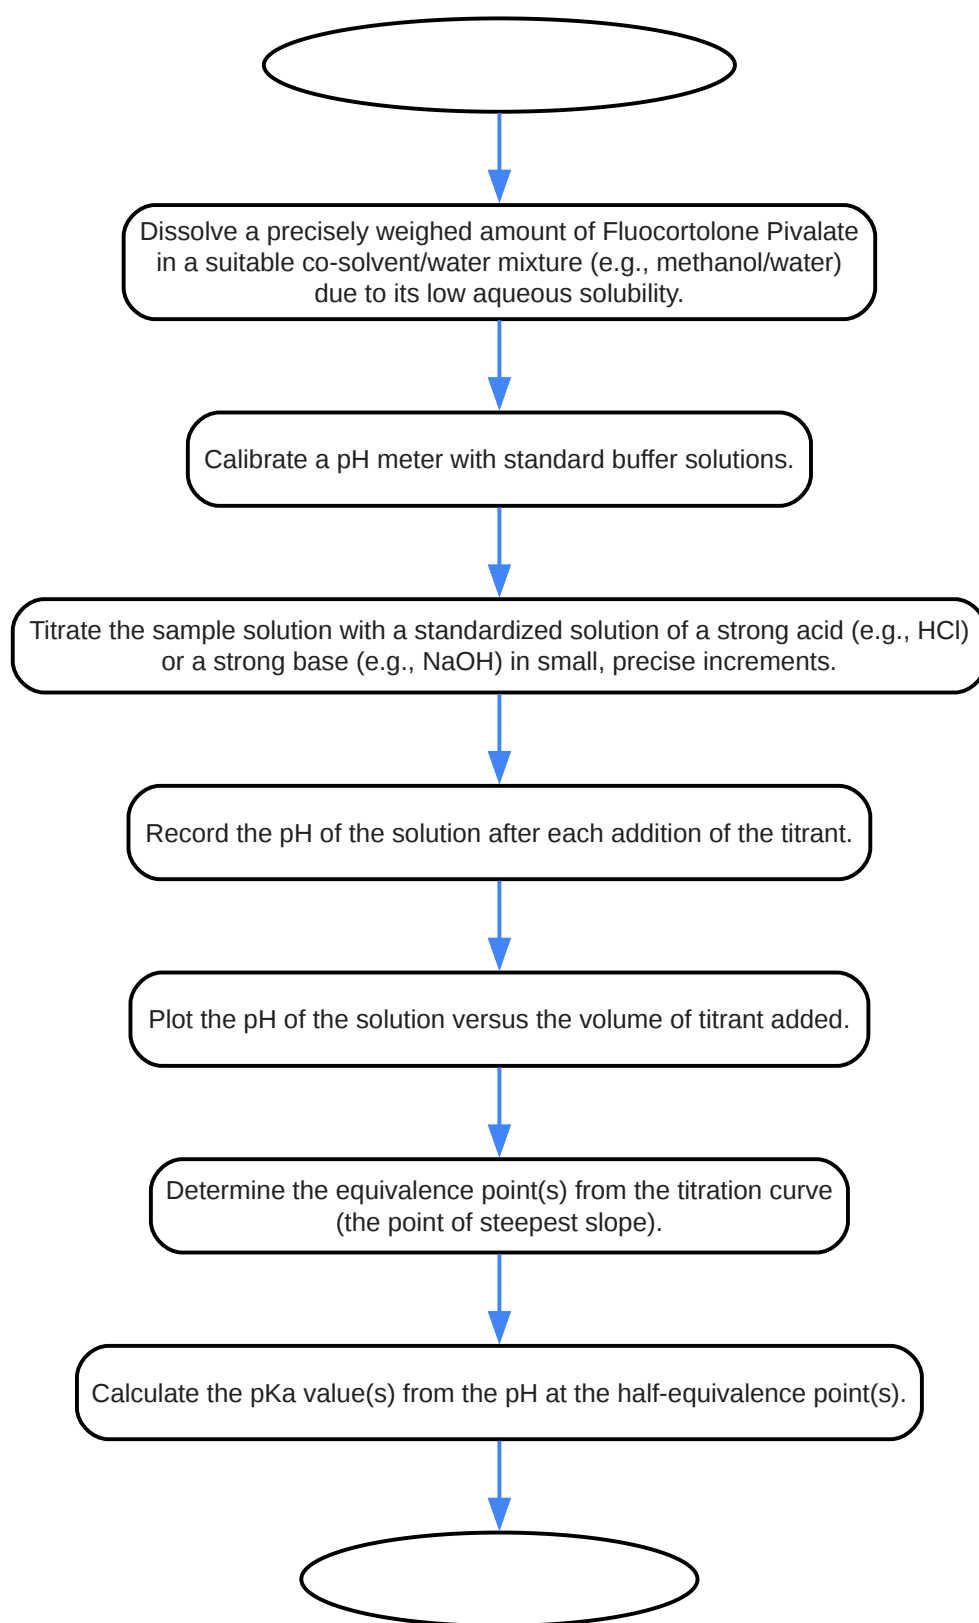 Dissolve a precisely weighed amount of Fluocortolone Pivalate
in a suitable co-solvent/water mixture (e.g., methanol/water)
due to its low aqueous solubility.
Calibrate a pH meter with standard buffer solutions.
Titrate the sample solution with a standardized solution of a strong acid (e.g., HCl)
or a strong base (e.g., NaOH) in small, precise increments.
Record the pH of the solution after each addition of the titrant.
Plot the pH of the solution versus the volume of titrant added.
Determine the equivalence point(s) from the titration curve
(the point of steepest slope).
Calculate the pKa value(s) from the pH at the half-equivalence point(s).